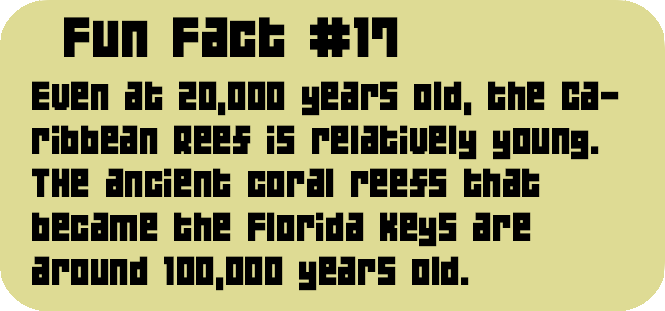 Fun Fact #17
Even at 20,000 years old, the Ca-
ribbean Reef is relatively young.
THe ancient coral reefs that
became the Florida Keys are
around 100,000 years old.